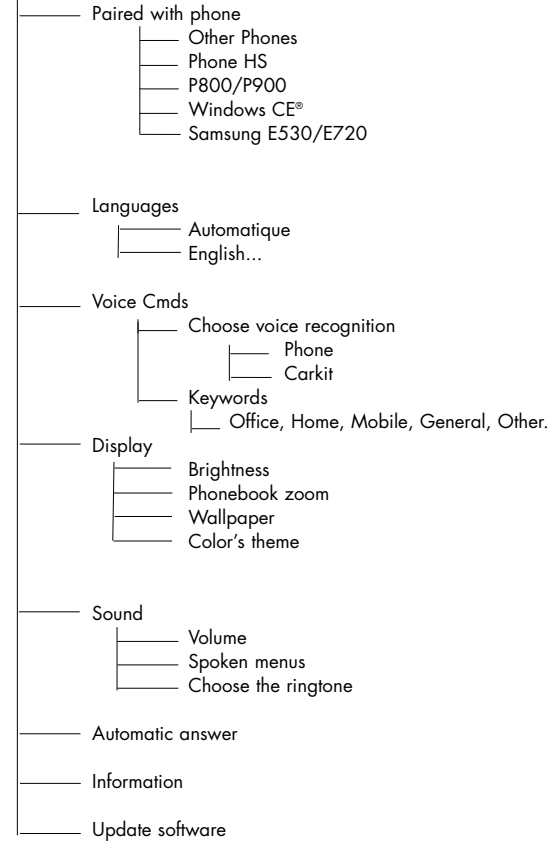 Paired with phone
Other Phones
Phone HS
P800/P900
Windows CE®
Samsung E530/E720
Languages
Automatique
English...
Voice Cmds
Choose voice recognition
Phone
Carkit
Keywords
Office, Home, Mobile, General, Other.
Display
Brightness
Phonebook zoom
Wallpaper
Color's theme
Sound
Volume
Spoken menus
Choose the ringtone
Automatic answer
Information
Update software